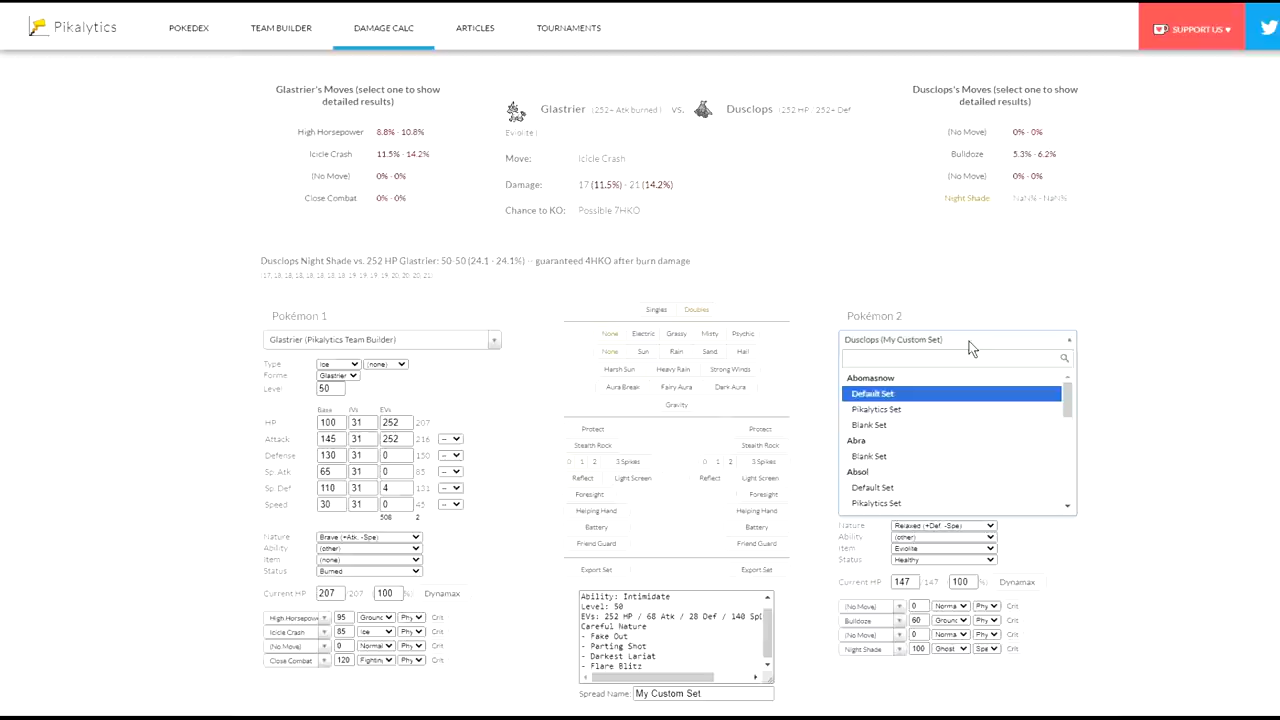 Pikalytics POKEDEX TEAM BUILDER DAMAGE CALC ARTICLES TOURNAMENTS SUPPORT US ♥
Glastrier's Moves (select one to show
detailed results)
High Horsepower 8.8% - 10.8%
Icicle Crash 11.5% - 14.2%
(No Move) 0% - 0%
Close Combat 0% - 0%
Glastrier (252+ Atk burned ) VS. Dusclops (252 HP / 252+ Def
Eviolite )
Move: Icicle Crash
Damage: 17 (11.5%) - 21 (14.2%)
Chance to KO: Possible 7HKO
Dusclops's Moves (select one to show
detailed results)
(No Move) 0% - 0%
Bulldoze 5.3% - 6.2%
(No Move) 0% - 0%
Night Shade NaN% - NaN%
Dusclops Night Shade vs. 252 HP Glastrier: 50-50 (24.1 - 24.1%) -- guaranteed 4HKO after burn damage
Pokémon 1
Glastrier (Pikalytics Team Builder)
Type Ice (none)
Forme Glastrier
Level 50
Base IVs EVs
HP 100 31 252 207
Attack 145 31 252 216 --
Defense 130 31 0 150 --
Sp. Atk 65 31 0 85 --
Sp. Def 110 31 4 131 --
Speed 30 31 0 45 --
508 2
Nature Brave (+Atk, -Spe)
Ability (other)
Item (none)
Status Burned
Current HP 207 207 100 %) Dynamax
High Horsepow 95 Ground Phy Crit
Icicle Crash 85 Ice Phy Crit
(No Move) 0 Normal Phy Crit
Close Combat 120 Fightin Phy Crit
Singles Doubles
None Electric Grassy Misty Psychic
None Sun Rain Sand Hail
Harsh Sun Heavy Rain Strong Winds
Aura Break Fairy Aura Dark Aura
Gravity
Protect Protect
Stealth Rock Stealth Rock
0 1 2 3 Spikes 0 1 2 3 Spikes
Reflect Light Screen Reflect Light Screen
Foresight Foresight
Helping Hand Helping Hand
Battery Battery
Friend Guard Friend Guard
Export Set Export Set
Ability: Intimidate
Level: 50
EVs: 252 HP / 68 Atk / 28 Def / 140 SpD
Careful Nature
- Fake Out
- Parting Shot
- Darkest Lariat
- Flare Blitz
Spread Name: My Custom Set
Pokémon 2
Dusclops (My Custom Set)
Abomasnow
Default Set
Pikalytics Set
Blank Set
Abra
Blank Set
Absol
Default Set
Pikalytics Set
Nature Relaxed (+Def, -Spe)
Ability (other)
Item Eviolite
Status Healthy
Current HP 147 147 100 %) Dynamax
(No Move) 0 Norma Phy Crit
Bulldoze 60 Groun Phy Crit
(No Move) 0 Norma Phy Crit
Night Shade 100 Ghost Spe Crit